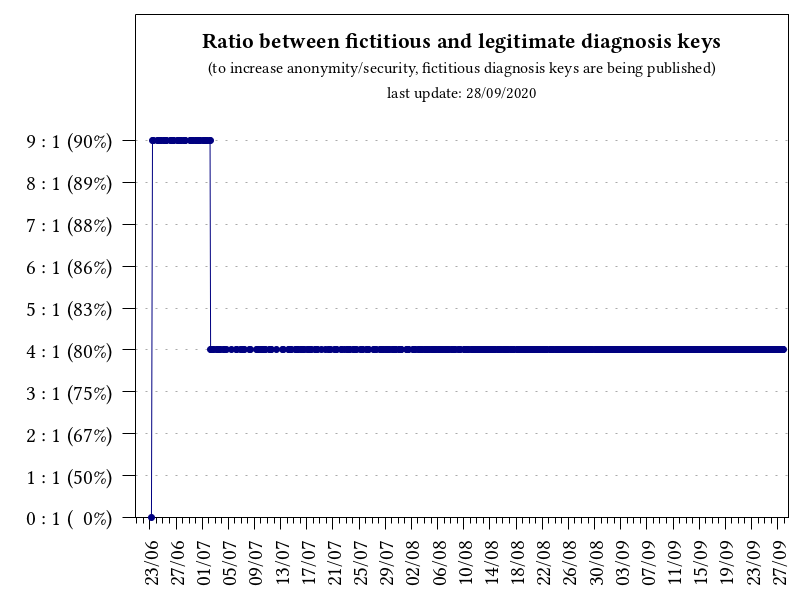 Ratio between fictitious and legitimate diagnosis keys
(to increase anonymity/security, fictitious diagnosis keys are being published)
last update: 28/09/2020
9 : 1 (90%)
8 : 1 (89%)
7 : 1 (88%)
6 : 1 (86%)
5 : 1 (83%)
4 : 1 (80%)
3 : 1 (75%)
2 : 1 (67%)
1 : 1 (50%)
0 : 1 ( 0%)
23/06
27/06
01/07
05/07
09/07
13/07
17/07
21/07
25/07
29/07
02/08
06/08
10/08
14/08
18/08
22/08
26/08
30/08
03/09
07/09
11/09
15/09
19/09
23/09
27/09